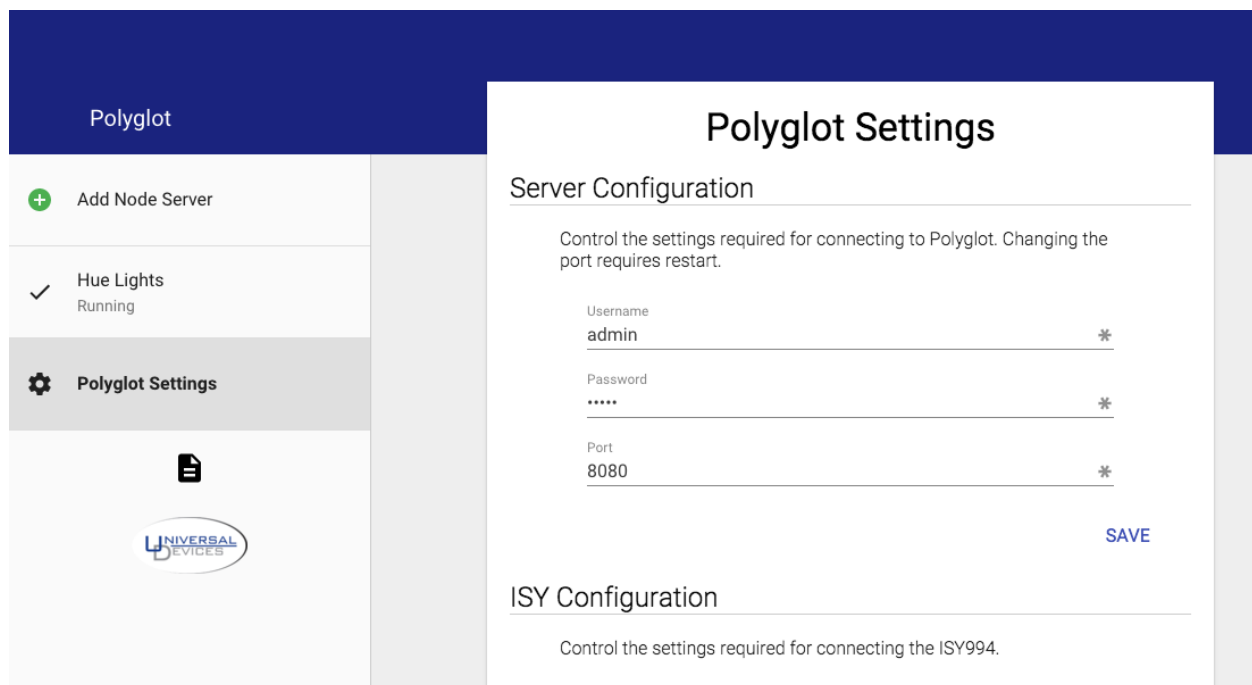 Polyglot
Add Node Server
Hue Lights
Running
Polyglot Settings
UNIVERSAL
DEVICES
Polyglot Settings
Server Configuration
Control the settings required for connecting to Polyglot. Changing the
port requires restart.
Username
admin
Password
•••••
Port
8080
SAVE
ISY Configuration
Control the settings required for connecting the ISY994.